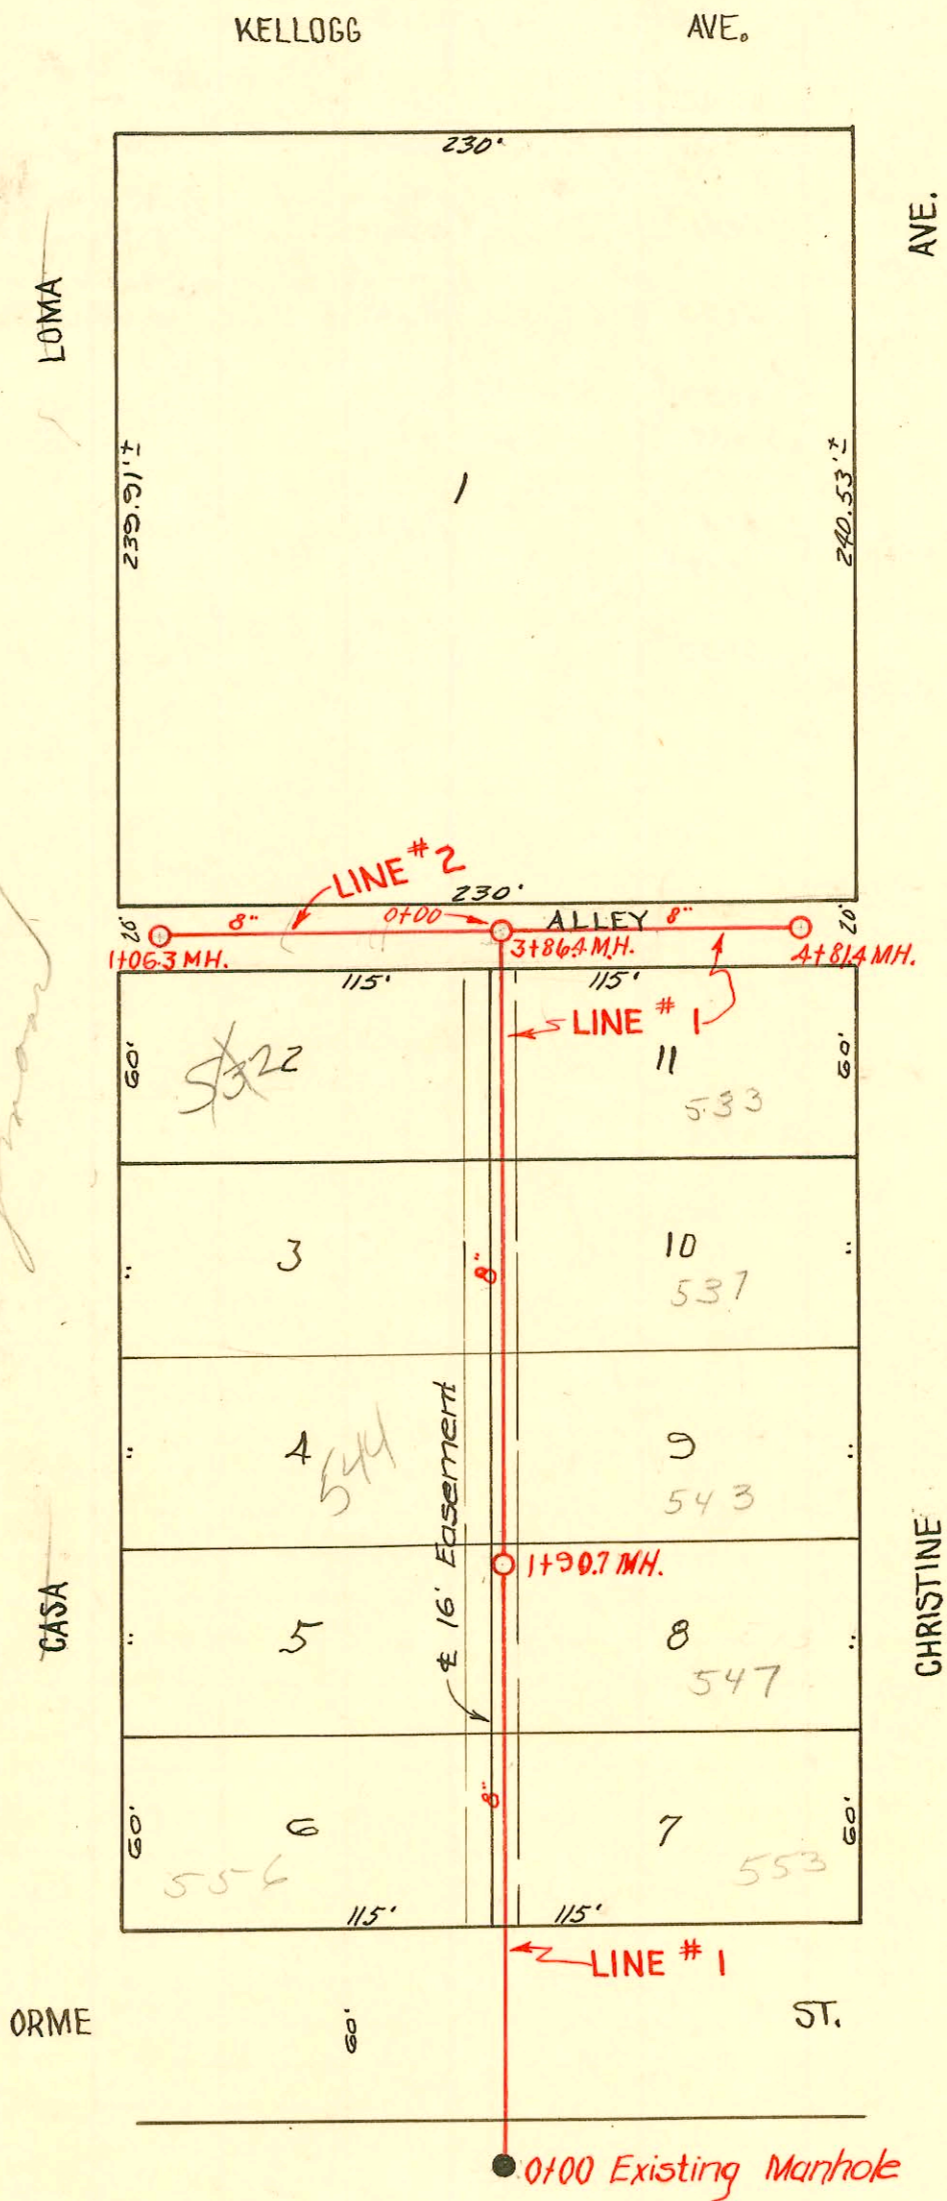 KELLOGG AVE.
230'
AVE.
LOMA
239.91'±
1
240.53'±
LINE #2
230'
20'
8"
0+00
ALLEY
8"
20'
1+06.3 MH.
3+86.4 M.H.
4+81.4 MH.
115'
115'
LINE #1
60'
2
11
60'
533
3
8"
10
"
537
"
4
544
9
"
543
"
℄ 16' Easement
1+90.7 MH.
CASA
"
5
8
"
547
CHRISTINE
8"
60'
6
7
60'
556
553
115'
115'
LINE #1
ORME
60'
ST.
0+00 Existing Manhole